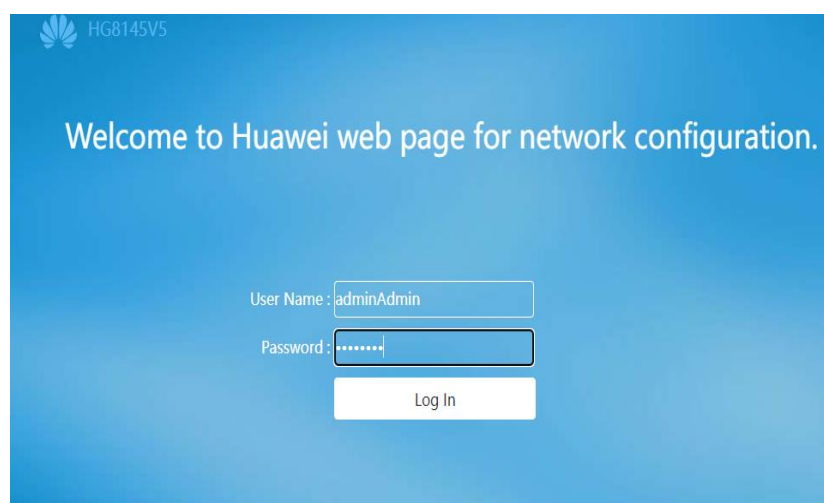 HG8145V5
Welcome to Huawei web page for network configuration.
User Name : adminAdmin
Password : ••••••••
Log In